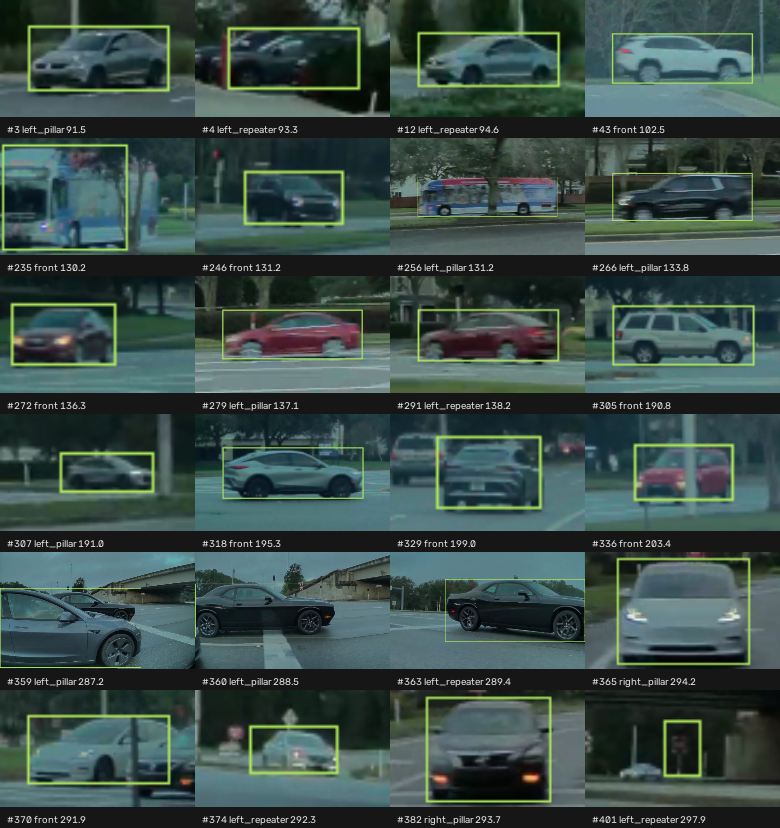 #3 left_pillar 91.5
#4 left_repeater 93.3
#12 left_repeater 94.6
#43 front 102.5
#235 front 130.2
#246 front 131.2
#256 left_pillar 131.2
#266 left_pillar 133.8
#272 front 136.3
#279 left_pillar 137.1
#291 left_repeater 138.2
#305 front 190.8
#307 left_pillar 191.0
#318 front 195.3
#329 front 199.0
#336 front 203.4
#359 left_pillar 287.2
#360 left_pillar 288.5
#363 left_repeater 289.4
#365 right_pillar 294.2
#370 front 291.9
#374 left_repeater 292.3
#382 right_pillar 293.7
#401 left_repeater 297.9